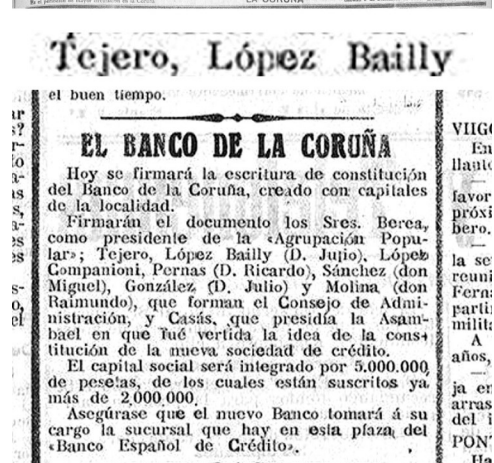 LA CORUÑA
Tejero, López Bailly
el buen tiempo.
EL BANCO DE LA CORUÑA
Hoy se firmará la escritura de constitución
del Banco de la Coruña, creado con capitales
de la localidad.
Firmarán el documento los Sres. Berea,
como presidente de la «Agrupación Popu-
lar»; Tejero, López Bailly (D. Julio), López
Companioni, Pernas (D. Ricardo), Sánchez (don
Miguel), González (D. Julio) y Molina (don
Raimundo), que forman el Consejo de Admi-
nistración, y Casás, que presidía la Asam-
bael en que fué vertida la idea de la cons-
titución de la nueva sociedad de crédito.
El capital social será integrado por 5.000.000
de pesetas, de los cuales están suscritos ya
más de 2.000.000.
Asegúrase que el nuevo Banco tomará á su
cargo la sucursal que hay en esta plaza del
«Banco Español de Crédito».
VIIGO
En
llante
favor
próxi
bero.
la se
reuni
Ferna
partir
milita
A
años,
ja en
arras
del i
PONT
Ha